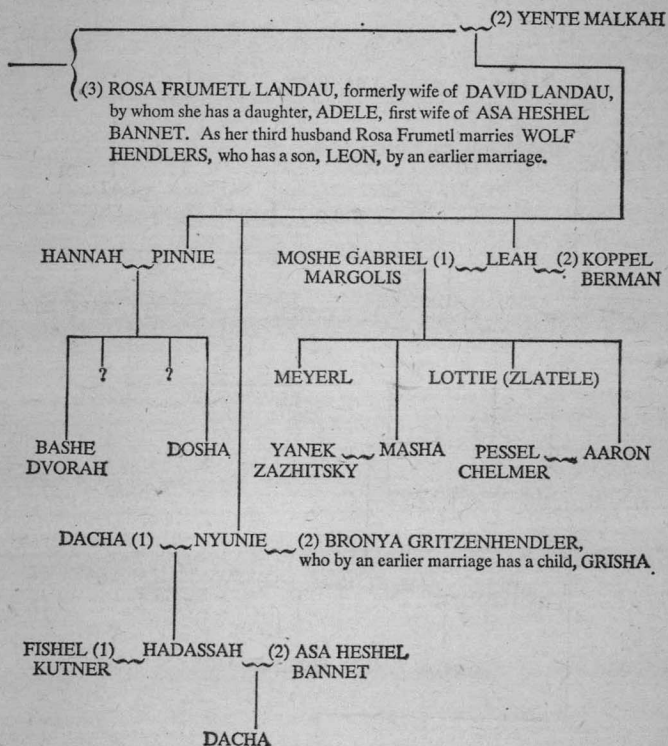 (2) YENTE MALKAH
(3) ROSA FRUMETL LANDAU, formerly wife of DAVID LANDAU,
by whom she has a daughter, ADELE, first wife of ASA HESHEL
BANNET. As her third husband Rosa Frumetl marries WOLF
HENDLERS, who has a son, LEON, by an earlier marriage.
HANNAH PINNIE MOSHE GABRIEL (1) LEAH (2) KOPPEL
MARGOLIS BERMAN
? ? MEYERL LOTTIE (ZLATELE)
BASHE DOSHA YANEK MASHA PESSEL AARON
DVORAH ZAZHITSKY CHELMER
DACHA (1) NYUNIE (2) BRONYA GRITZENHENDLER,
who by an earlier marriage has a child, GRISHA
FISHEL (1) HADASSAH (2) ASA HESHEL
KUTNER BANNET
DACHA